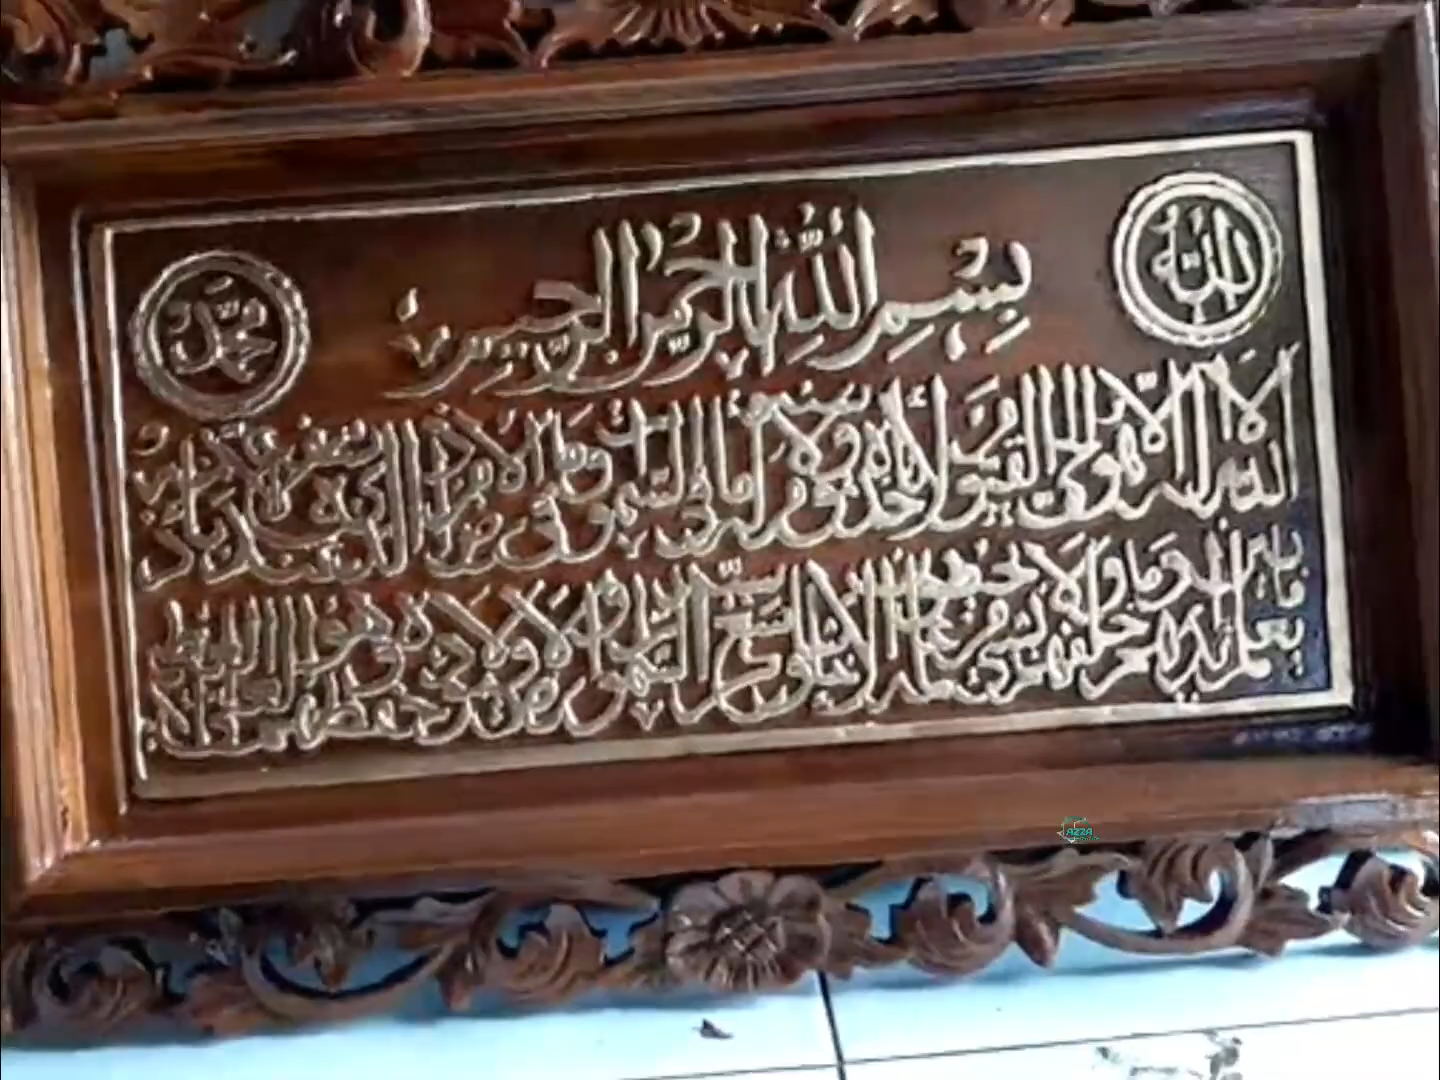 الله
محمد
بسم الله الرحمن الرحيم
الله لا إله إلا هو الحي القيوم لا تأخذه سنة ولا نوم له ما في السموات وما في الأرض من ذا الذي يشفع عنده إلا بإذنه
يعلم ما بين أيديهم وما خلفهم ولا يحيطون بشيء من علمه إلا بما شاء وسع كرسيه السموات والأرض ولا يؤده حفظهما وهو العلي العظيم
AZZA